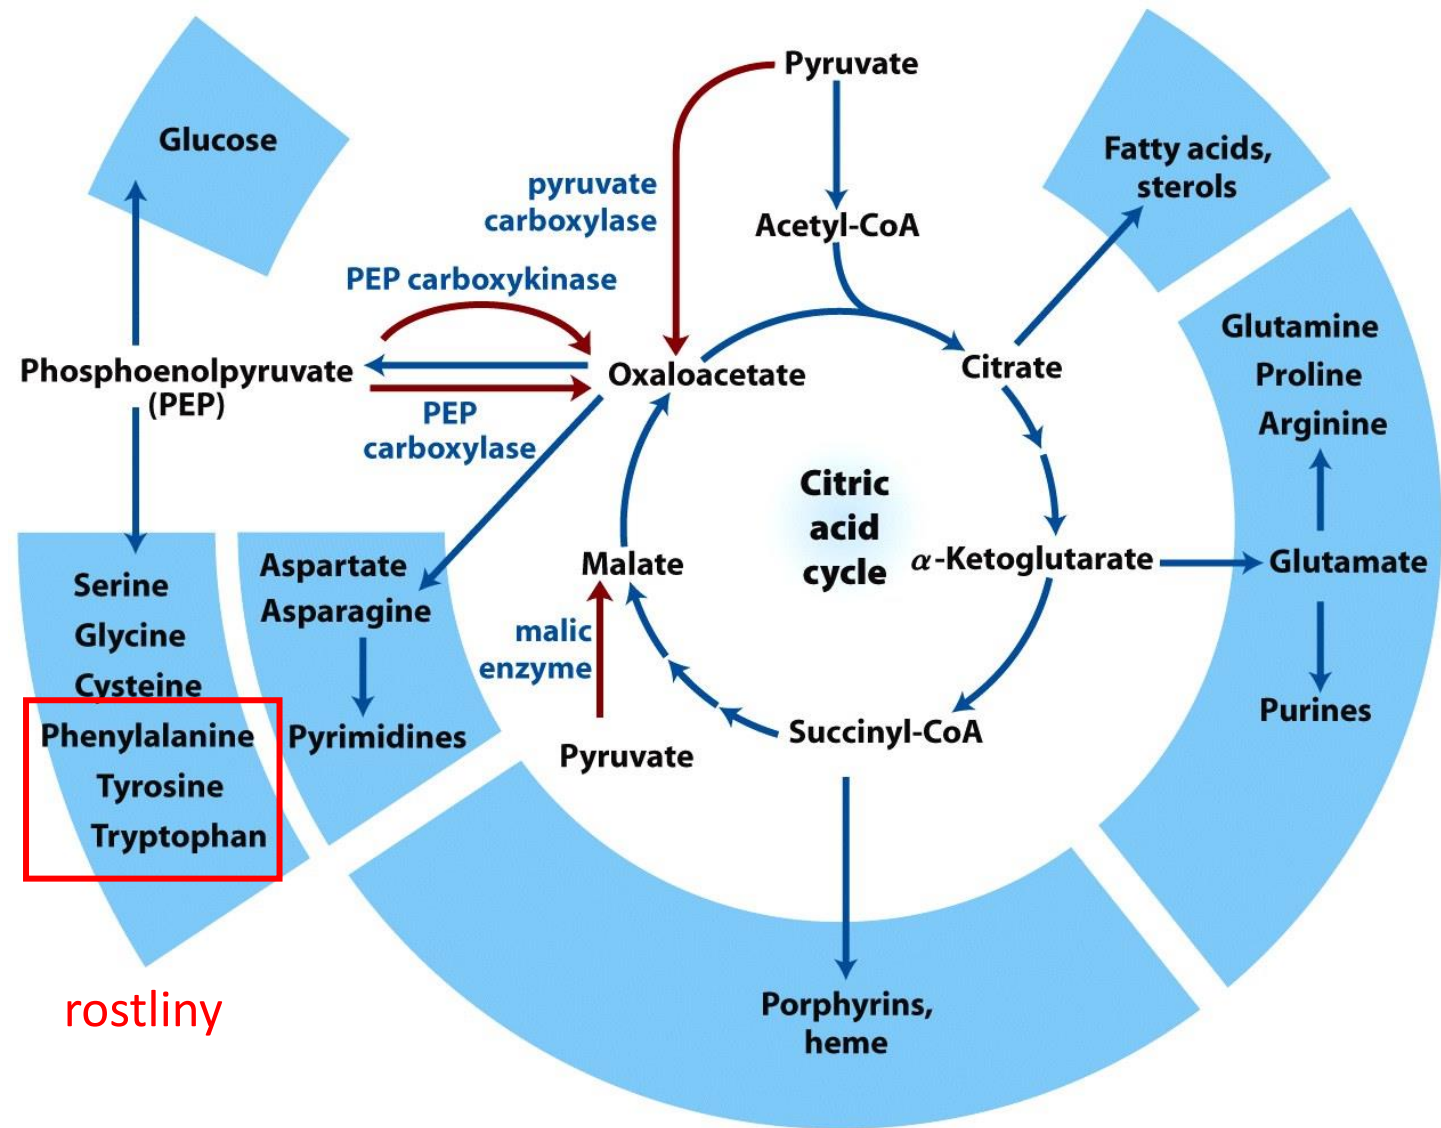 Pyruvate
Glucose
Fatty acids,
sterols
pyruvate
carboxylase
Acetyl-CoA
PEP carboxykinase
Phosphoenolpyruvate
(PEP)
Oxaloacetate
Citrate
PEP
carboxylase
Glutamine
Proline
Arginine
Citric
acid
cycle
Malate
α-Ketoglutarate
Glutamate
Aspartate
Asparagine
Serine
Glycine
Cysteine
Phenylalanine
Tyrosine
Tryptophan
malic
enzyme
Pyrimidines
Pyruvate
Succinyl-CoA
Purines
rostliny
Porphyrins,
heme